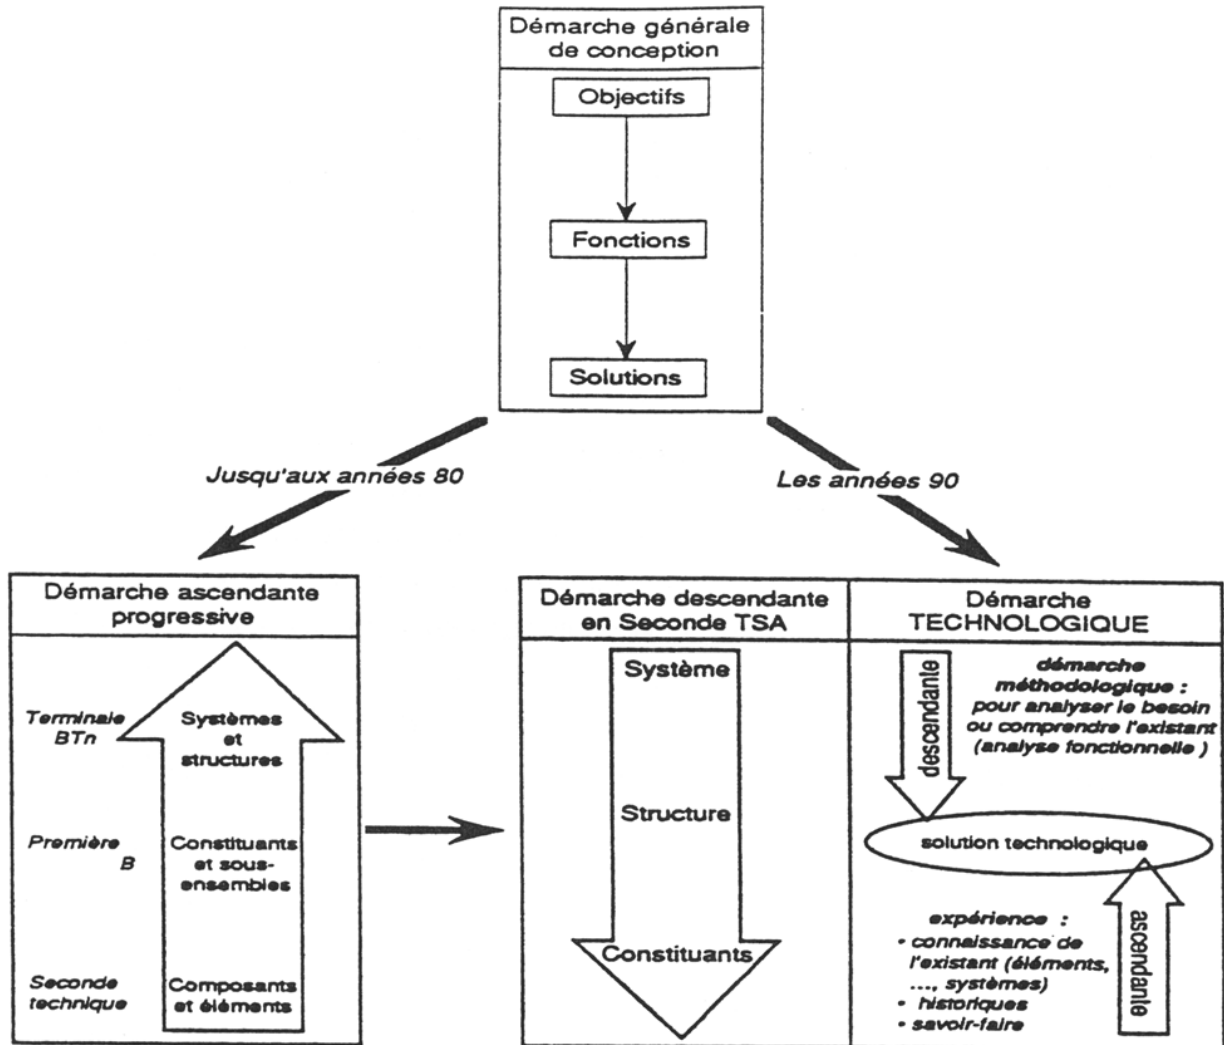 Démarche générale
de conception
Objectifs
Fonctions
Solutions
Jusqu'aux années 80
Les années 90
Démarche ascendante
progressive
Terminale
BTn
Systèmes
et
structures
Première
B
Constituants
et sous-
ensembles
Seconde
technique
Composants
et éléments
Démarche descendante
en Seconde TSA
Système
Structure
Constituants
Démarche
TECHNOLOGIQUE
descendante
démarche
méthodologique :
pour analyser le besoin
ou comprendre l'existant
(analyse fonctionnelle )
solution technologique
expérience :
• connaissance de
l'existant (éléments,
..., systèmes)
• historiques
• savoir-faire
ascendante